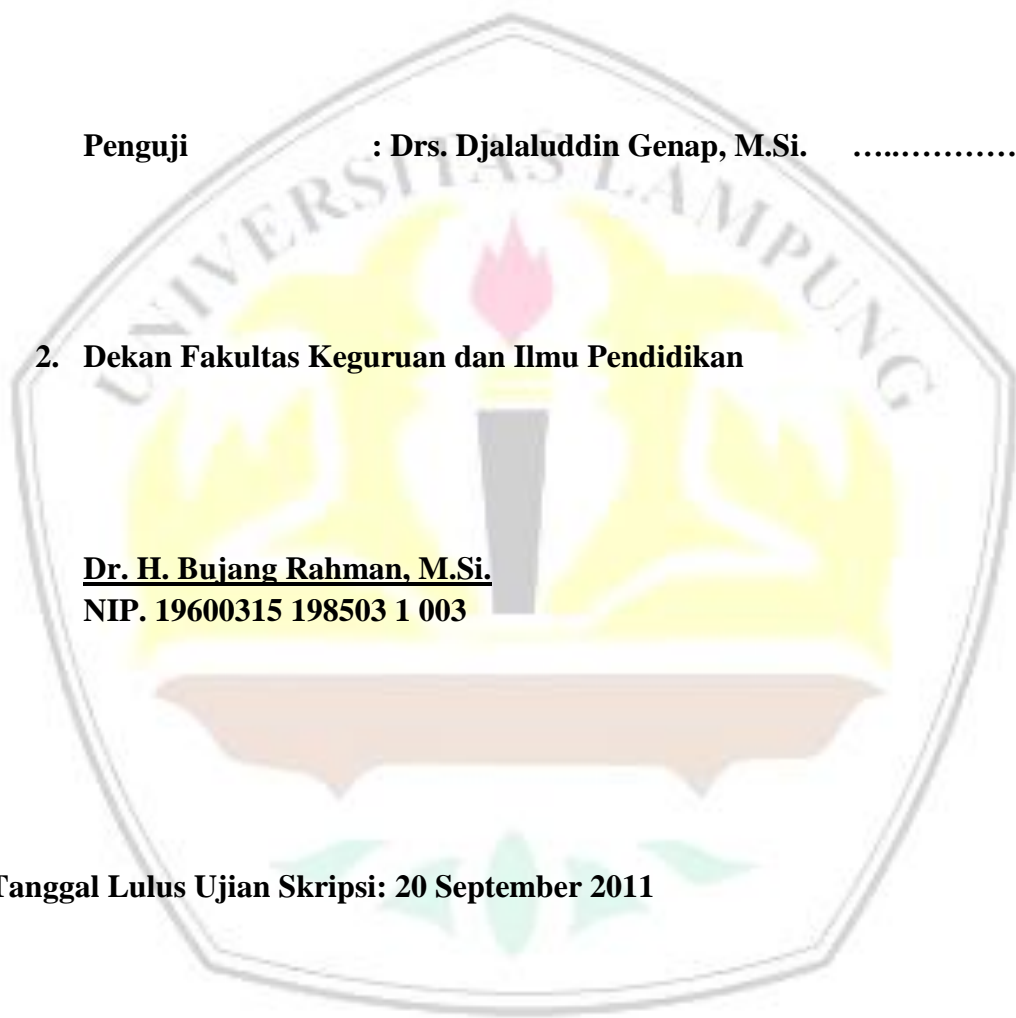 UNIVERSITAS LAMPUNG
Penguji : Drs. Djalaluddin Genap, M.Si. …..…………
2. Dekan Fakultas Keguruan dan Ilmu Pendidikan
Dr. H. Bujang Rahman, M.Si.
NIP. 19600315 198503 1 003
Tanggal Lulus Ujian Skripsi: 20 September 2011